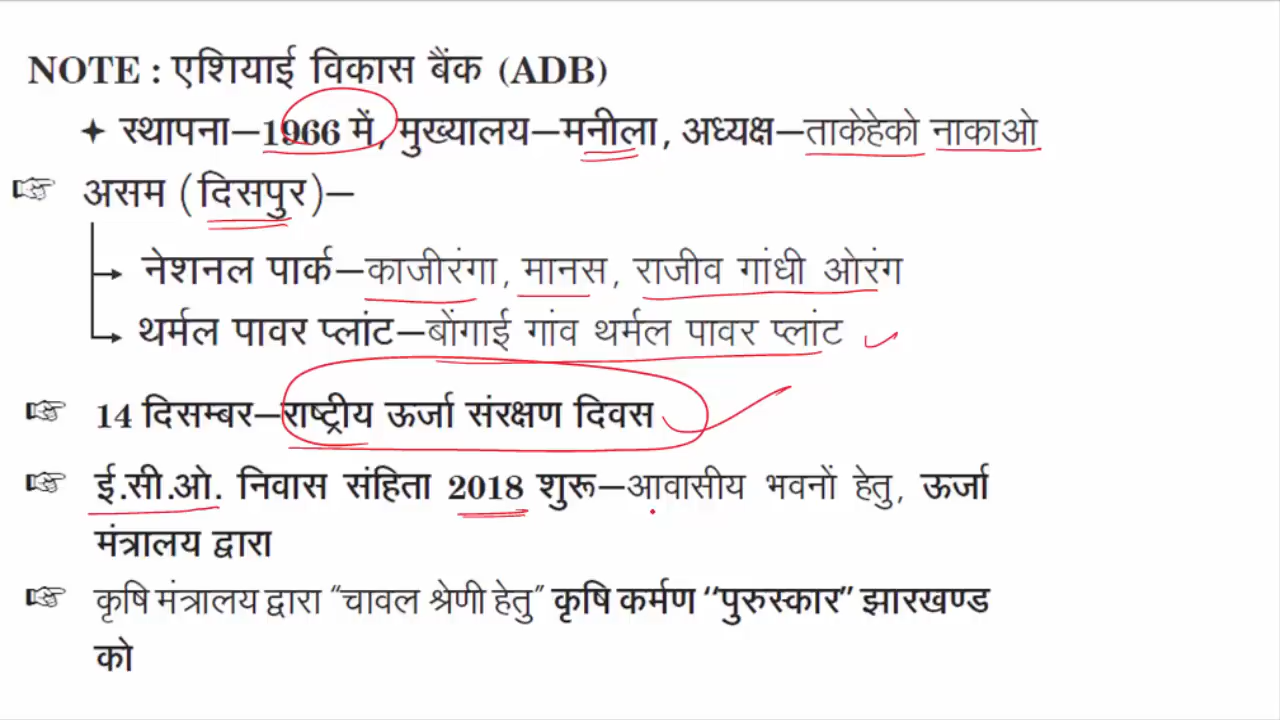 NOTE : एशियाई विकास बैंक (ADB)
✦ स्थापना–1966 में, मुख्यालय–मनीला, अध्यक्ष–ताकेहेको नाकाओ
☞ असम (दिसपुर)–
नेशनल पार्क–काजीरंगा, मानस, राजीव गांधी ओरंग
थर्मल पावर प्लांट–बोंगाई गांव थर्मल पावर प्लांट
☞ 14 दिसम्बर–राष्ट्रीय ऊर्जा संरक्षण दिवस
☞ ई.सी.ओ. निवास संहिता 2018 शुरू–आवासीय भवनों हेतु, ऊर्जा
मंत्रालय द्वारा
☞ कृषि मंत्रालय द्वारा "चावल श्रेणी हेतु" कृषि कर्मण "पुरुस्कार" झारखण्ड
को